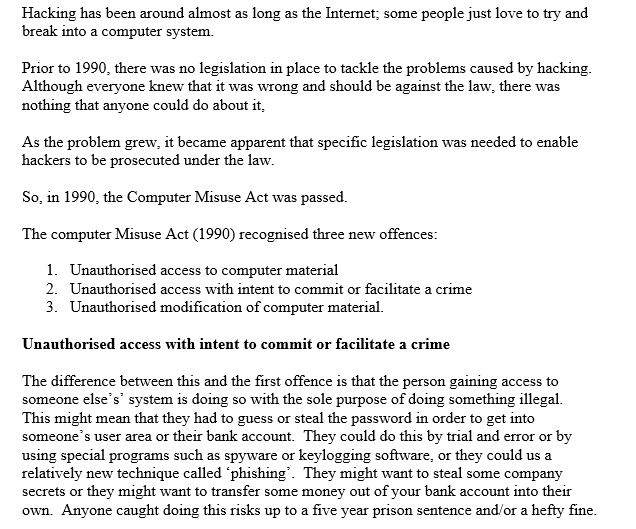 Hacking has been around almost as long as the Internet; some people just love to try and
break into a computer system.
Prior to 1990, there was no legislation in place to tackle the problems caused by hacking.
Although everyone knew that it was wrong and should be against the law, there was
nothing that anyone could do about it,
As the problem grew, it became apparent that specific legislation was needed to enable
hackers to be prosecuted under the law.
So, in 1990, the Computer Misuse Act was passed.
The computer Misuse Act (1990) recognised three new offences:
1. Unauthorised access to computer material
2. Unauthorised access with intent to commit or facilitate a crime
3. Unauthorised modification of computer material.
Unauthorised access with intent to commit or facilitate a crime
The difference between this and the first offence is that the person gaining access to
someone else’s’ system is doing so with the sole purpose of doing something illegal.
This might mean that they had to guess or steal the password in order to get into
someone’s user area or their bank account.  They could do this by trial and error or by
using special programs such as spyware or keylogging software, or they could us a
relatively new technique called ‘phishing’.  They might want to steal some company
secrets or they might want to transfer some money out of your bank account into their
own.  Anyone caught doing this risks up to a five year prison sentence and/or a hefty fine.